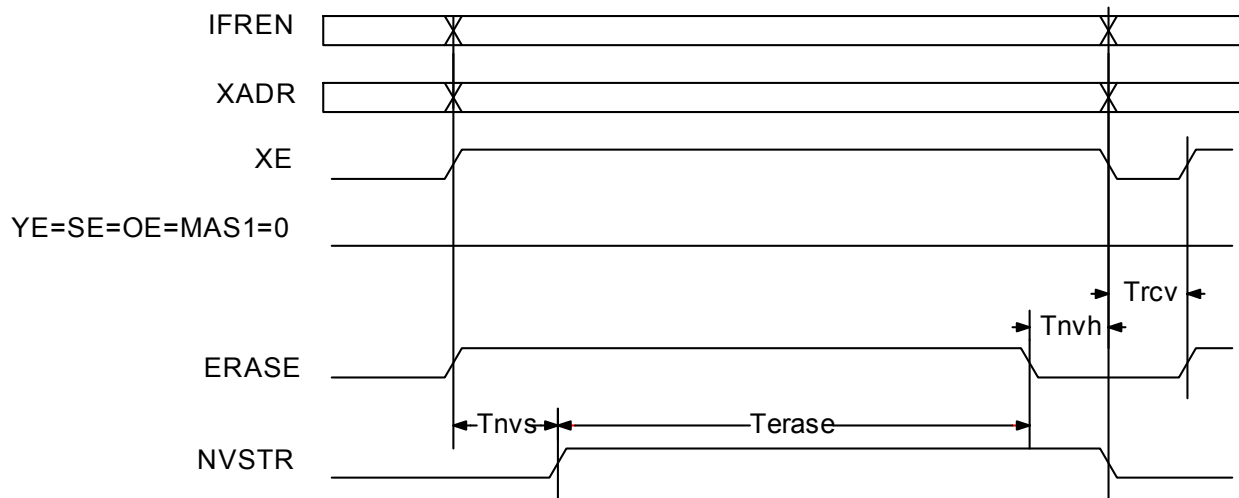 IFREN
XADR
XE
YE=SE=OE=MAS1=0
Trcv
Tnvh
ERASE
Tnvs
Terase
NVSTR